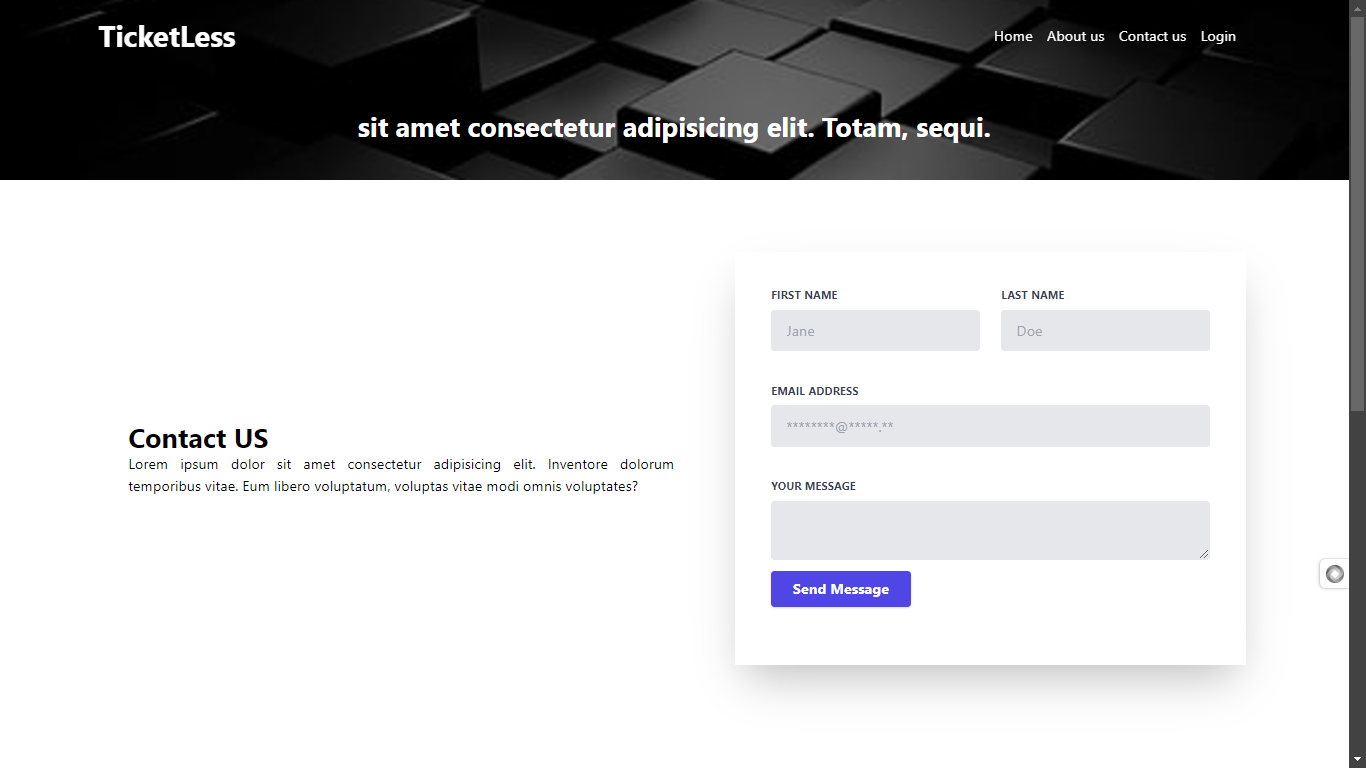 TicketLess
Home About us Contact us Login
sit amet consectetur adipisicing elit. Totam, sequi.
Contact US
Lorem ipsum dolor sit amet consectetur adipisicing elit. Inventore dolorum
temporibus vitae. Eum libero voluptatum, voluptas vitae modi omnis voluptates?
FIRST NAME
Jane
LAST NAME
Doe
EMAIL ADDRESS
********@*****.**
YOUR MESSAGE
Send Message